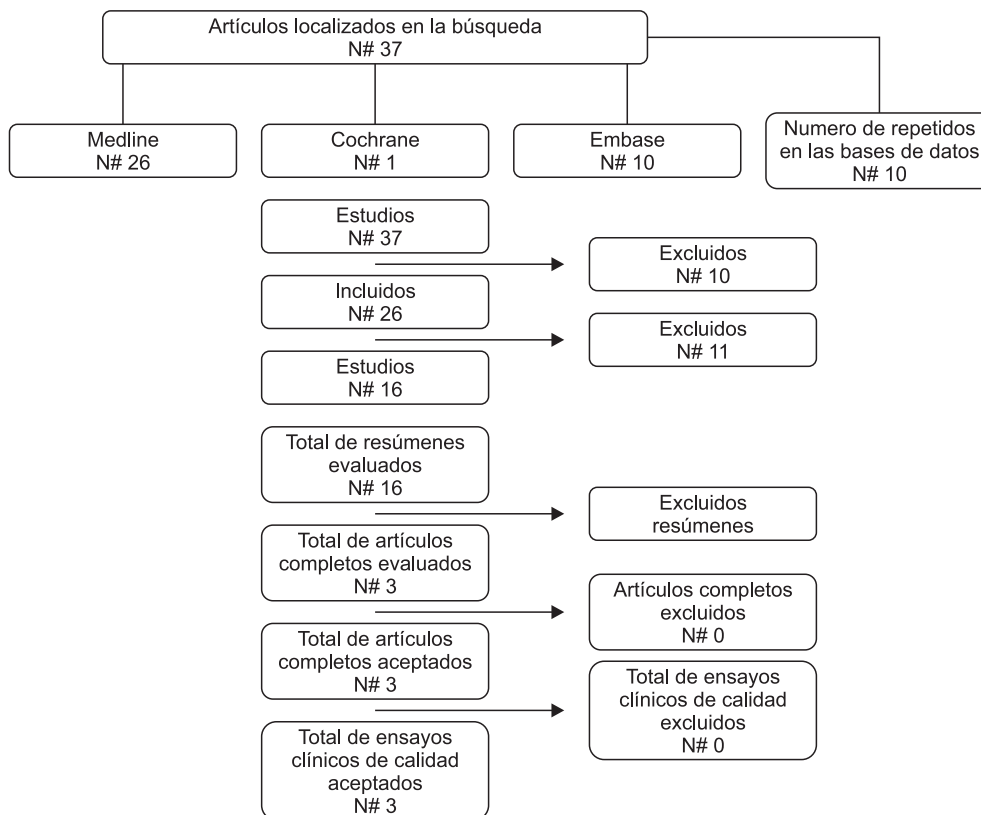 Artículos localizados en la búsqueda
N# 37
Medline
N# 26
Cochrane
N# 1
Embase
N# 10
Numero de repetidos
en las bases de datos
N# 10
Estudios
N# 37
Excluidos
N# 10
Incluidos
N# 26
Excluidos
N# 11
Estudios
N# 16
Total de resúmenes
evaluados
N# 16
Excluidos
resúmenes
Total de artículos
completos evaluados
N# 3
Artículos completos
excluidos
N# 0
Total de artículos
completos aceptados
N# 3
Total de ensayos
clínicos de calidad
excluidos
N# 0
Total de ensayos
clínicos de calidad
aceptados
N# 3